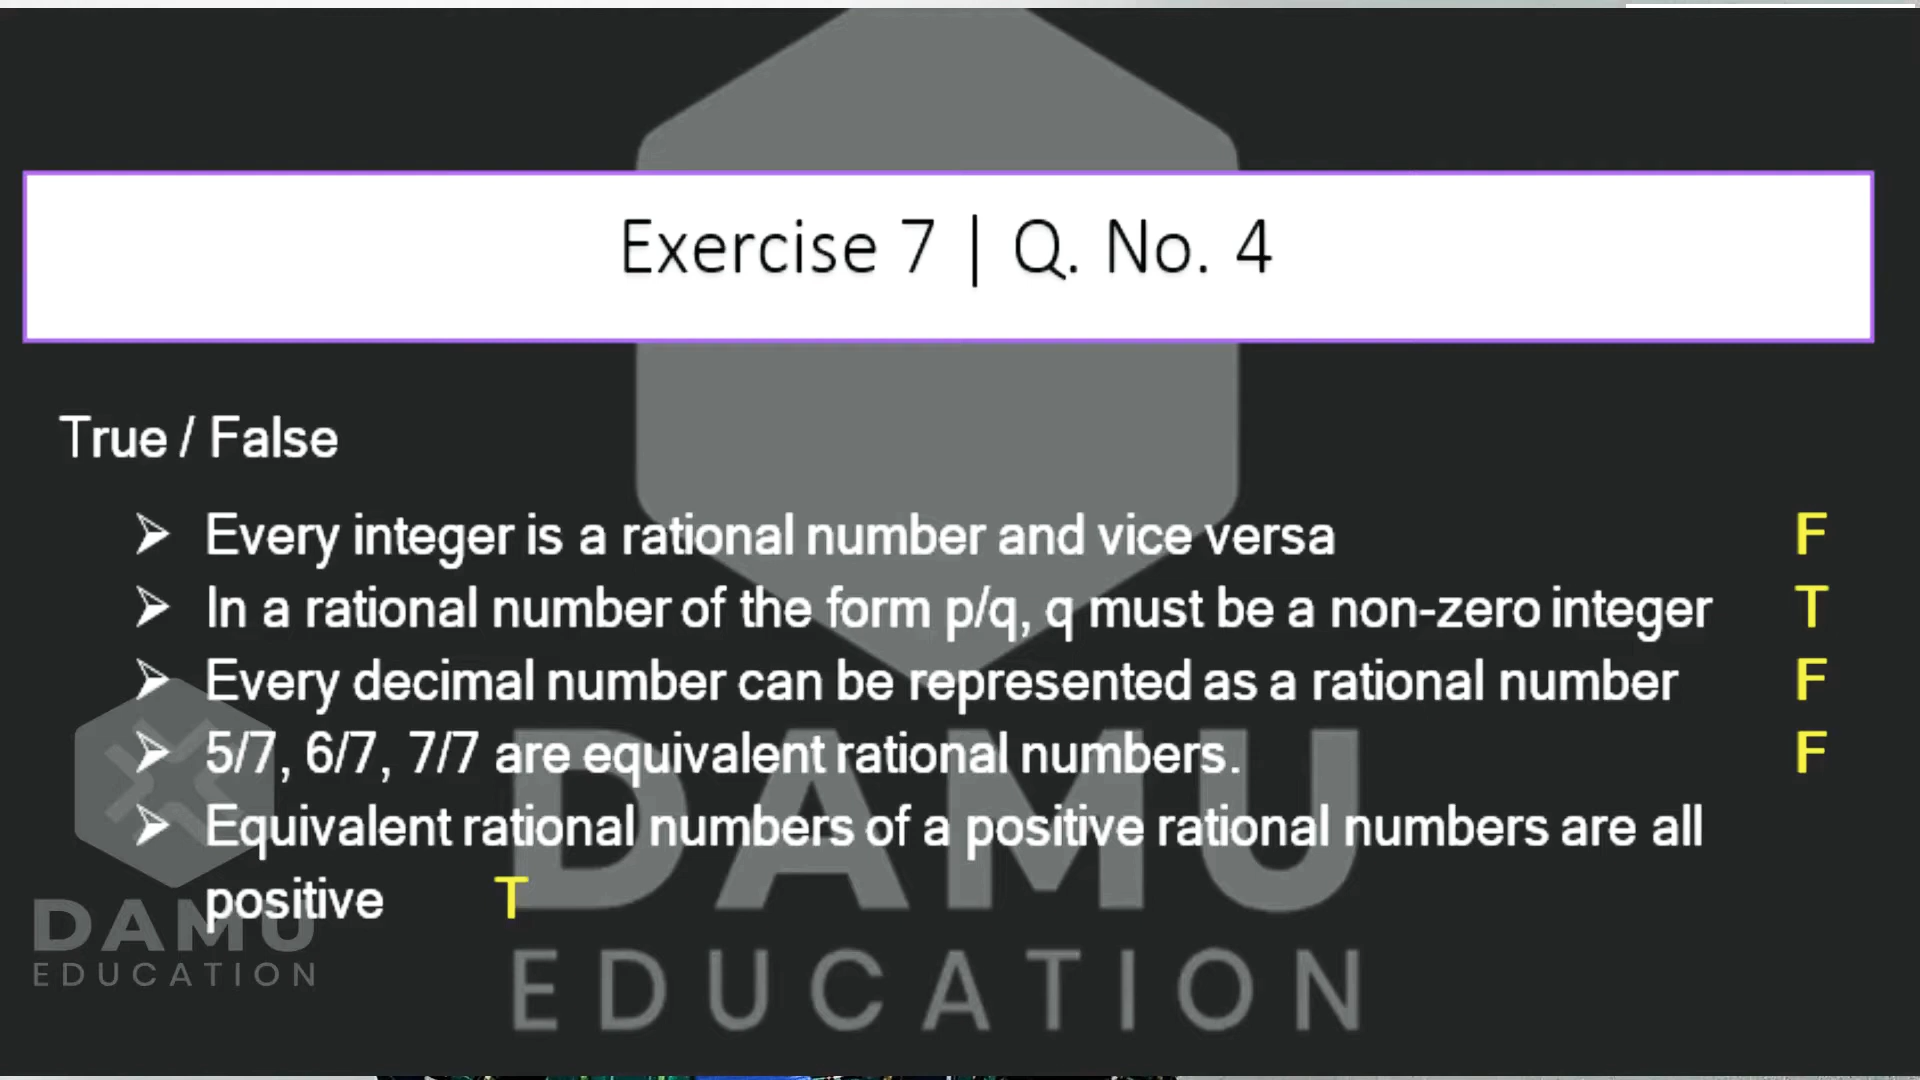 Exercise 7 | Q. No. 4
True / False
Every integer is a rational number and vice versa F
In a rational number of the form p/q, q must be a non-zero integer T
Every decimal number can be represented as a rational number F
5/7, 6/7, 7/7 are equivalent rational numbers. F
Equivalent rational numbers of a positive rational numbers are all
positive T
DAMU
EDUCATION
DAMU
EDUCATION